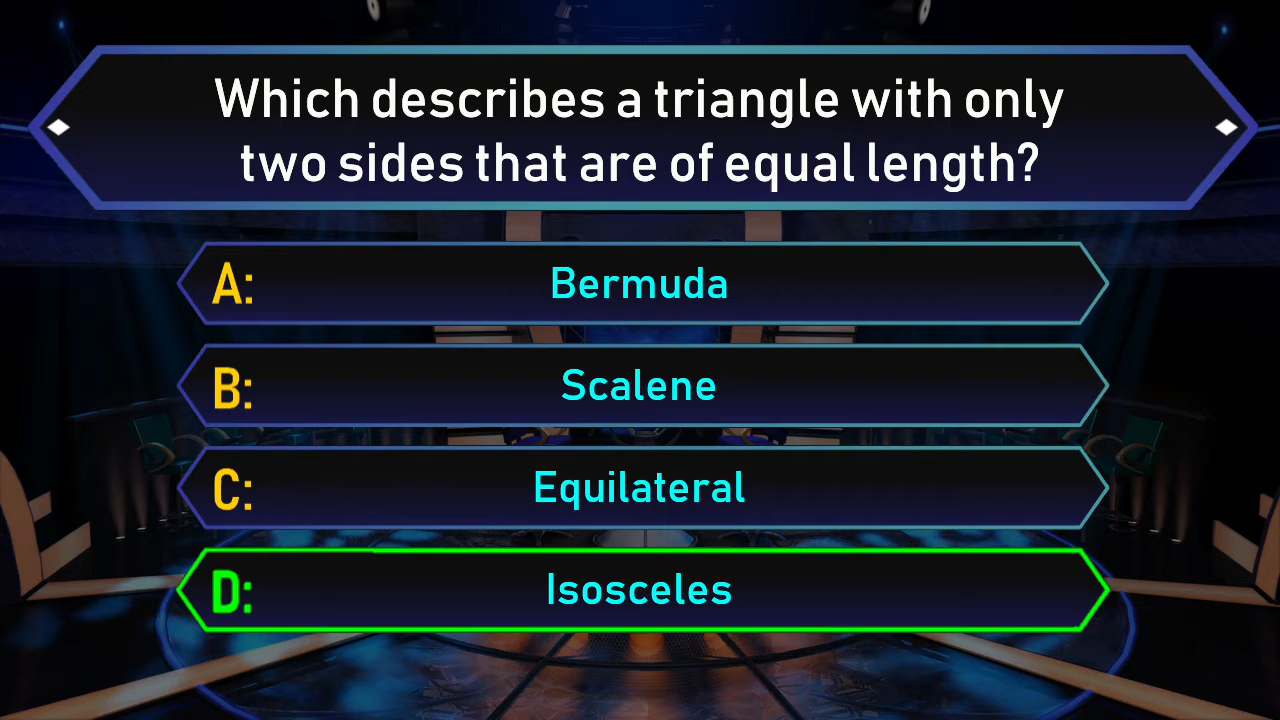 Which describes a triangle with only
two sides that are of equal length?
A: Bermuda
B: Scalene
C: Equilateral
D: Isosceles